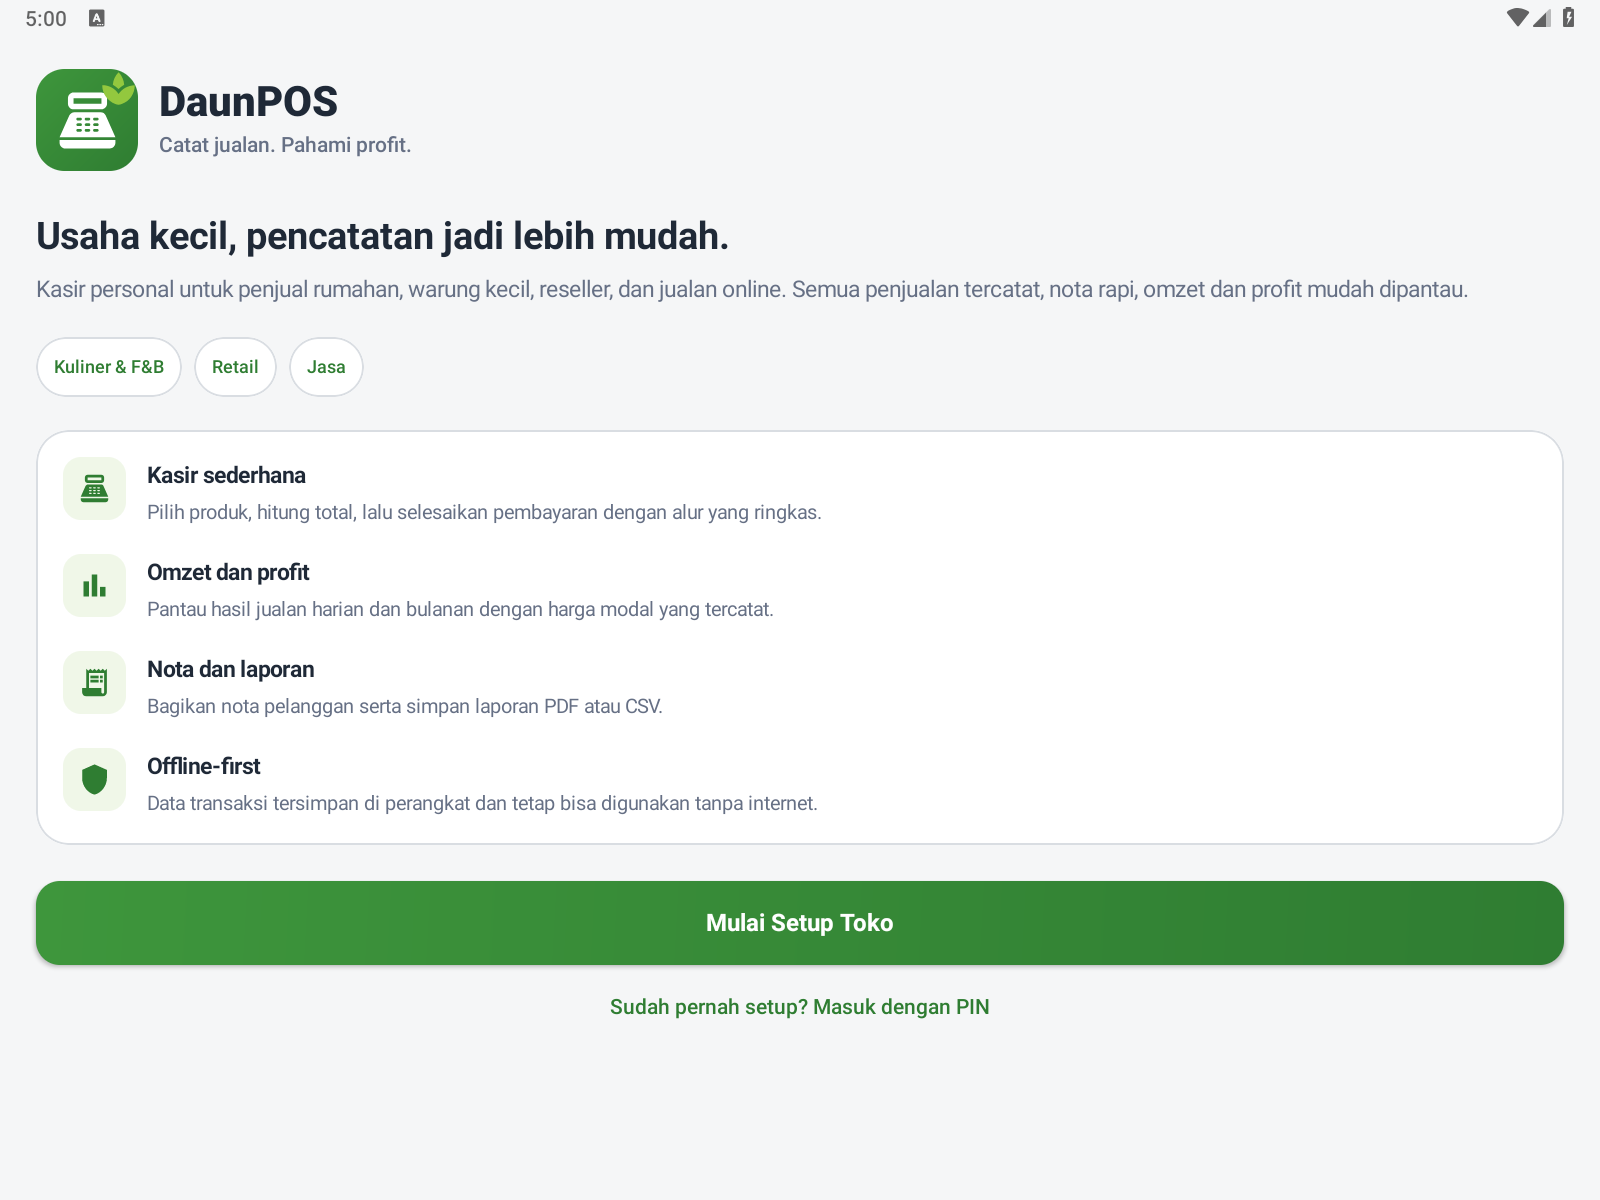 5:00
DaunPOS
Catat jualan. Pahami profit.
Usaha kecil, pencatatan jadi lebih mudah.
Kasir personal untuk penjual rumahan, warung kecil, reseller, dan jualan online. Semua penjualan tercatat, nota rapi, omzet dan profit mudah dipantau.
Kuliner & F&B
Retail
Jasa
Kasir sederhana
Pilih produk, hitung total, lalu selesaikan pembayaran dengan alur yang ringkas.
Omzet dan profit
Pantau hasil jualan harian dan bulanan dengan harga modal yang tercatat.
Nota dan laporan
Bagikan nota pelanggan serta simpan laporan PDF atau CSV.
Offline-first
Data transaksi tersimpan di perangkat dan tetap bisa digunakan tanpa internet.
Mulai Setup Toko
Sudah pernah setup? Masuk dengan PIN